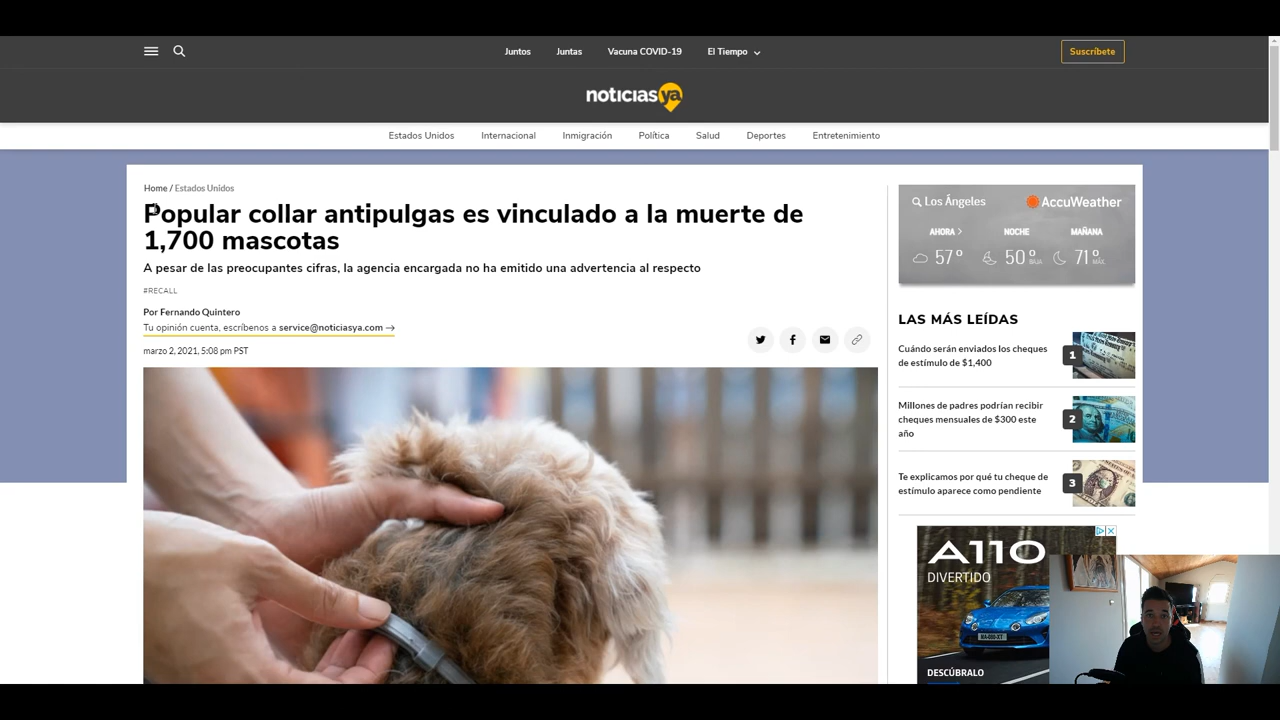 Juntos Juntas Vacuna COVID-19 El Tiempo
Suscríbete
noticiasya
Estados Unidos Internacional Inmigración Política Salud Deportes Entretenimiento
Home / Estados Unidos
Popular collar antipulgas es vinculado a la muerte de
1,700 mascotas
A pesar de las preocupantes cifras, la agencia encargada no ha emitido una advertencia al respecto
#RECALL
Por Fernando Quintero
Tu opinión cuenta, escríbenos a service@noticiasya.com →
marzo 2, 2021, 5:08 pm PST
Los Ángeles AccuWeather
AHORA NOCHE MAÑANA
57° 50° BAJA 71° MÁX.
LAS MÁS LEÍDAS
Cuándo serán enviados los cheques
de estímulo de $1,400
1
Millones de padres podrían recibir
cheques mensuales de $300 este
año
2
Te explicamos por qué tu cheque de
estímulo aparece como pendiente
3
A110
DIVERTIDO
DESCÚBRALO